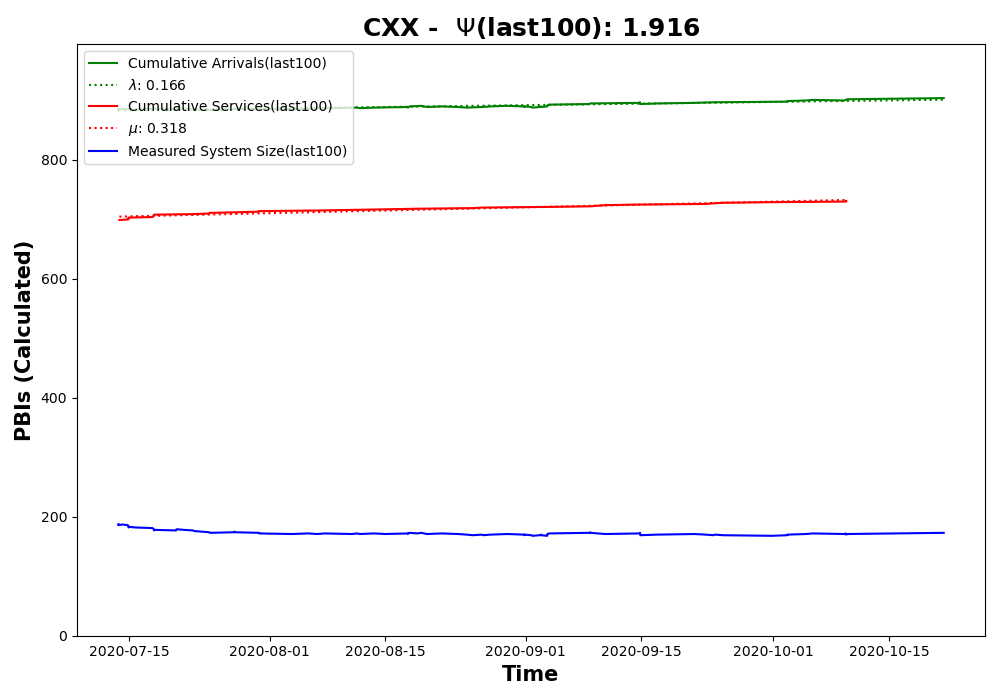 CXX - Ψ(last100): 1.916
Cumulative Arrivals(last100)
λ: 0.166
Cumulative Services(last100)
μ: 0.318
Measured System Size(last100)
PBIs (Calculated)
800
600
400
200
0
2020-07-15 2020-08-01 2020-08-15 2020-09-01 2020-09-15 2020-10-01 2020-10-15
Time